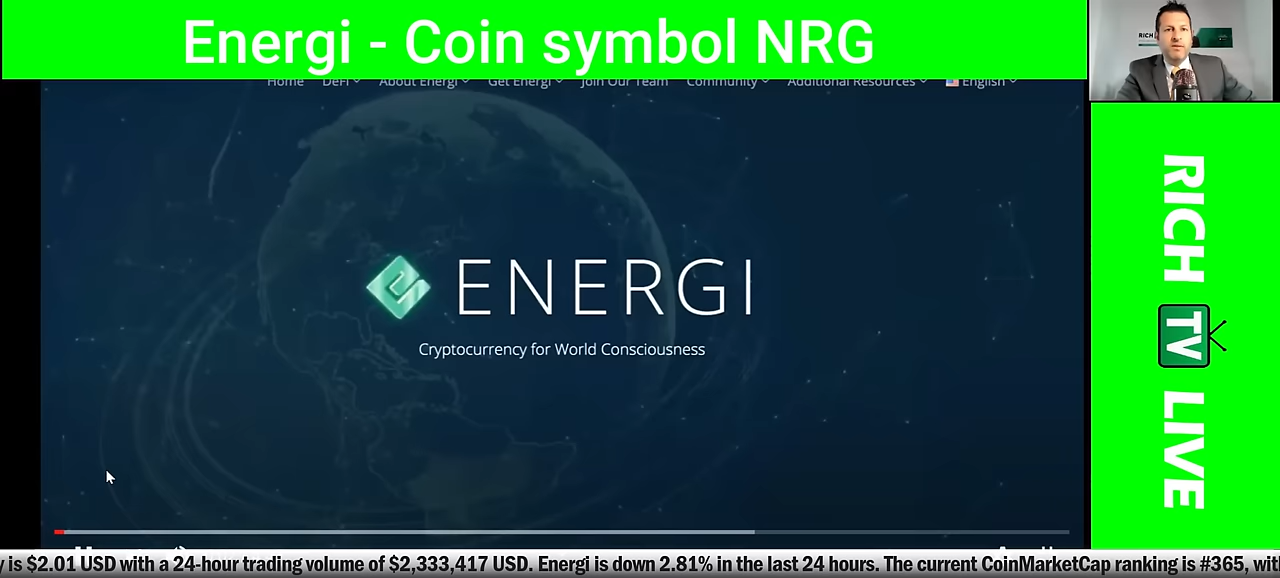 Energi - Coin symbol NRG
RICH
Home DeFi About Energi Get Energi Join Our Team Community Additional Resources English
ENERGI
Cryptocurrency for World Consciousness
RICH TV LIVE
is $2.01 USD with a 24-hour trading volume of $2,333,417 USD. Energi is down 2.81% in the last 24 hours. The current CoinMarketCap ranking is #365,